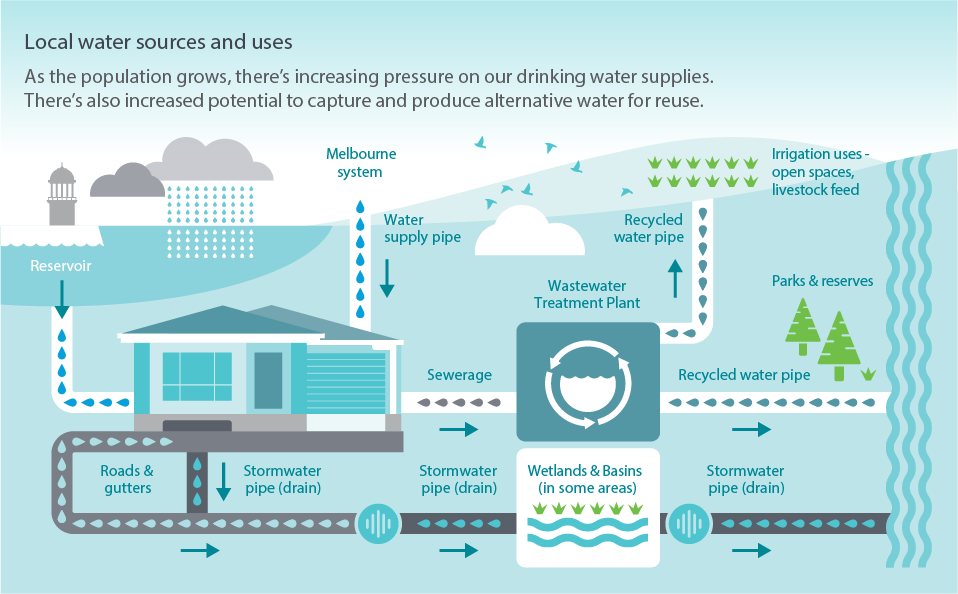 Local water sources and uses
As the population grows, there's increasing pressure on our drinking water supplies.
There's also increased potential to capture and produce alternative water for reuse.
Melbourne
system
Irrigation uses -
open spaces,
livestock feed
Water
supply pipe
Recycled
water pipe
Reservoir
Wastewater
Treatment Plant
Parks & reserves
Sewerage
Recycled water pipe
Roads &
gutters
Stormwater
pipe (drain)
Stormwater
pipe (drain)
Wetlands & Basins
(in some areas)
Stormwater
pipe (drain)